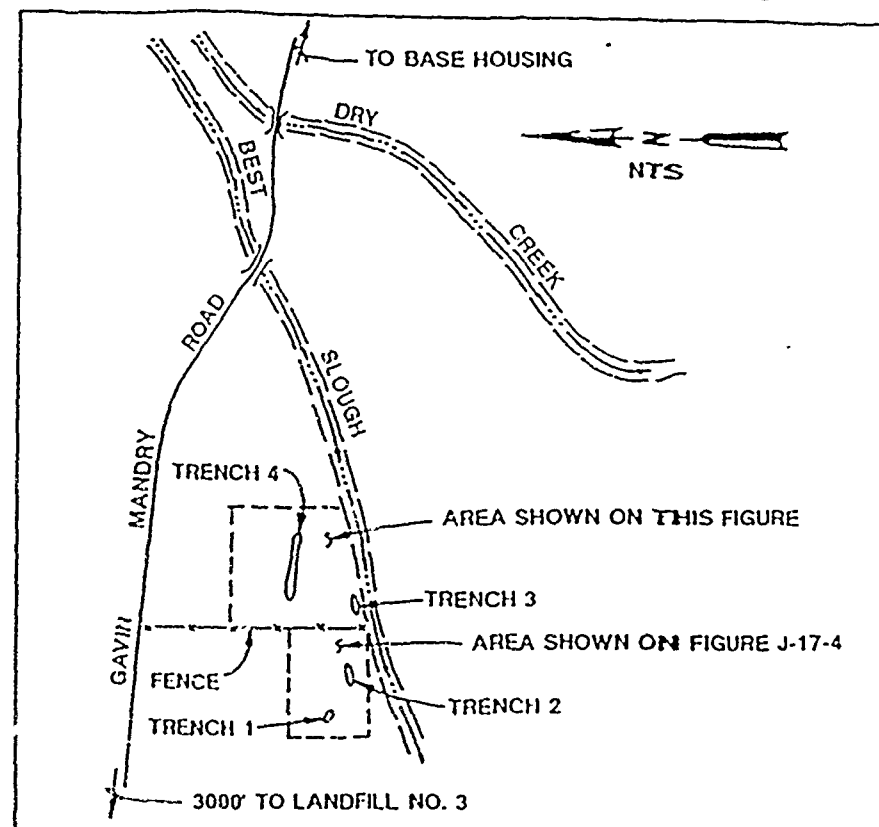 TO BASE HOUSING
DRY
CREEK
Z
NTS
BEST
SLOUGH
ROAD
MANDRY
GAVIN
TRENCH 4
AREA SHOWN ON THIS FIGURE
TRENCH 3
AREA SHOWN ON FIGURE J-17-4
FENCE
TRENCH 2
TRENCH 1
3000' TO LANDFILL NO. 3